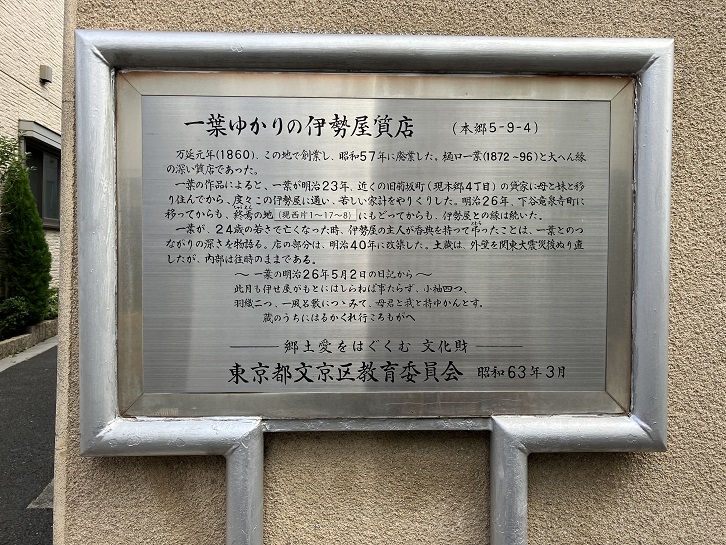 一葉ゆかりの伊勢屋質店 (本郷5-9-4)
万延元年(1860)、この地で創業し、昭和57年に廃業した。樋口一葉(1872~96)と大へん縁
の深い質店であった。
一葉の作品によると、一葉が明治23年、近くの旧菊坂町(現本郷4丁目)の貸家に母と妹と移
り住んでから、度々この伊勢屋に通い、苦しい家計をやりくりした。明治26年、下谷竜泉寺町に
移ってからも、終焉の地(現西片1~17~8)にもどってからも、伊勢屋との縁は続いた。
一葉が、24歳の若さで亡くなった時、伊勢屋の主人が香典を持って弔ったことは、一葉とのつ
ながりの深さを物語る。店の部分は、明治40年に改築した。土蔵は、外壁を関東大震災後ぬり直
したが、内部は往時のままである。
~一葉の明治26年5月2日の日記から~
此月も伊せ屋がもとにはしらねば事たらず、小袖四つ、
羽織二つ、一風呂敷につゝみて、母君と我と持ゆかんとす。
蔵のうちにはるかくれ行ころもがへ
郷土愛をはぐくむ 文化財
東京都文京区教育委員会 昭和63年3月